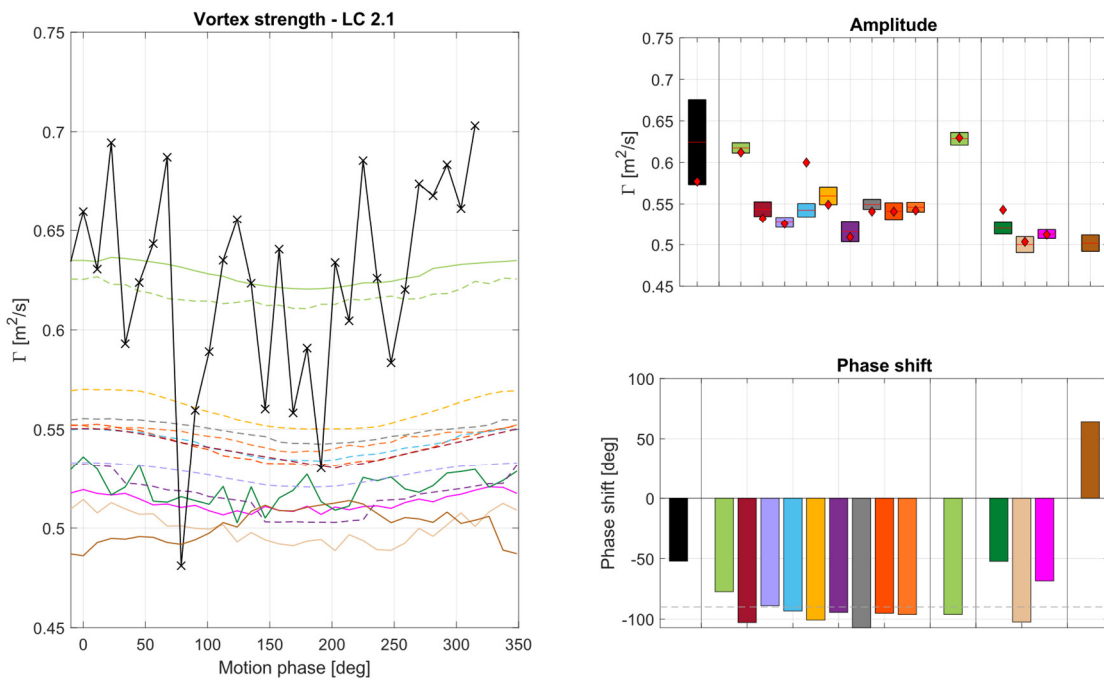 Vortex strength - LC 2.1
0.75
0.7
0.65
0.6
0.55
0.5
0.45
Γ [m²/s]
0 50 100 150 200 250 300 350
Motion phase [deg]
Amplitude
0.75
0.7
0.65
0.6
0.55
0.5
0.45
Γ [m²/s]
Phase shift
100
50
0
-50
-100
Phase shift [deg]